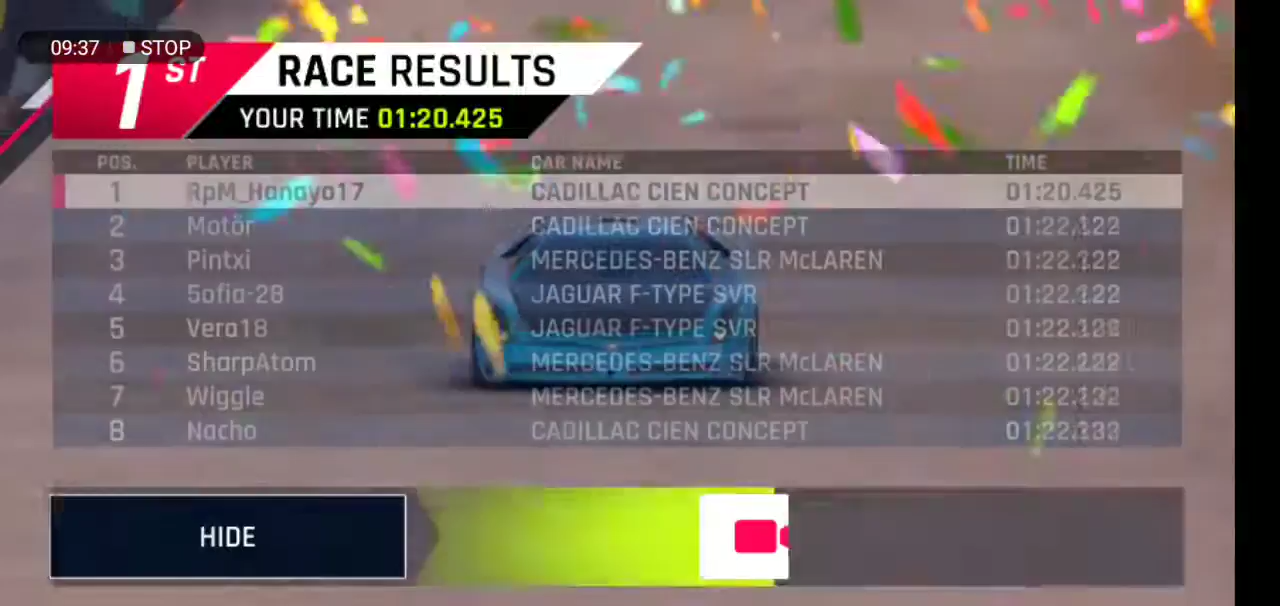 09:37 STOP
1ST
RACE RESULTS
YOUR TIME 01:20.425
POS. PLAYER CAR NAME TIME
1 RpM_Hanayo17 CADILLAC CIEN CONCEPT 01:20.425
2 Motör CADILLAC CIEN CONCEPT
3 Pintxi MERCEDES-BENZ SLR McLAREN
4 5ofia-28 JAGUAR F-TYPE SVR
5 Vera18 JAGUAR F-TYPE SVR
6 SharpAtom MERCEDES-BENZ SLR McLAREN
7 Wiggle MERCEDES-BENZ SLR McLAREN
8 Nacho CADILLAC CIEN CONCEPT
HIDE